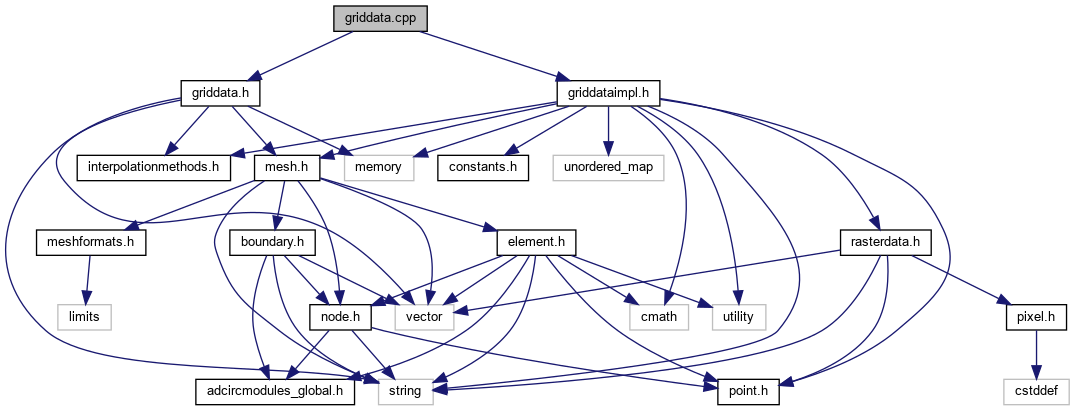 griddata.cpp
griddata.h
griddataimpl.h
interpolationmethods.h
mesh.h
memory
constants.h
unordered_map
meshformats.h
boundary.h
element.h
rasterdata.h
limits
node.h
vector
cmath
utility
pixel.h
adcircmodules_global.h
string
point.h
cstddef